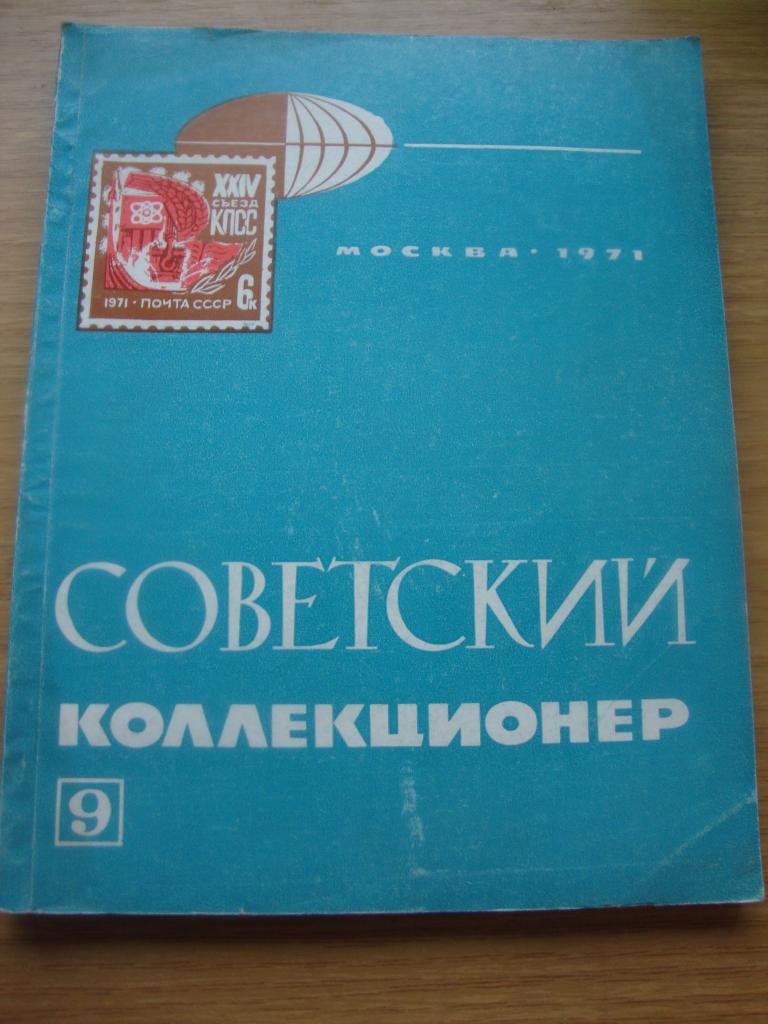 XXIV
СЪЕЗД
КПСС
1971 · ПОЧТА СССР 6к
МОСКВА · 1971
СОВЕТСКИЙ
КОЛЛЕКЦИОНЕР
9